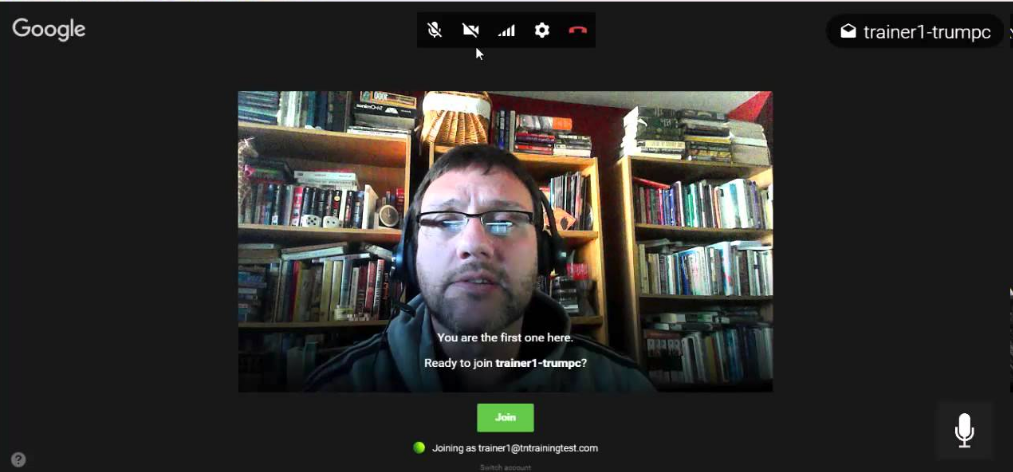 Google
trainer1-trumpc
You are the first one here.
Ready to join trainer1-trumpc?
Join
Joining as trainer1@tntrainingtest.com
Switch account
?